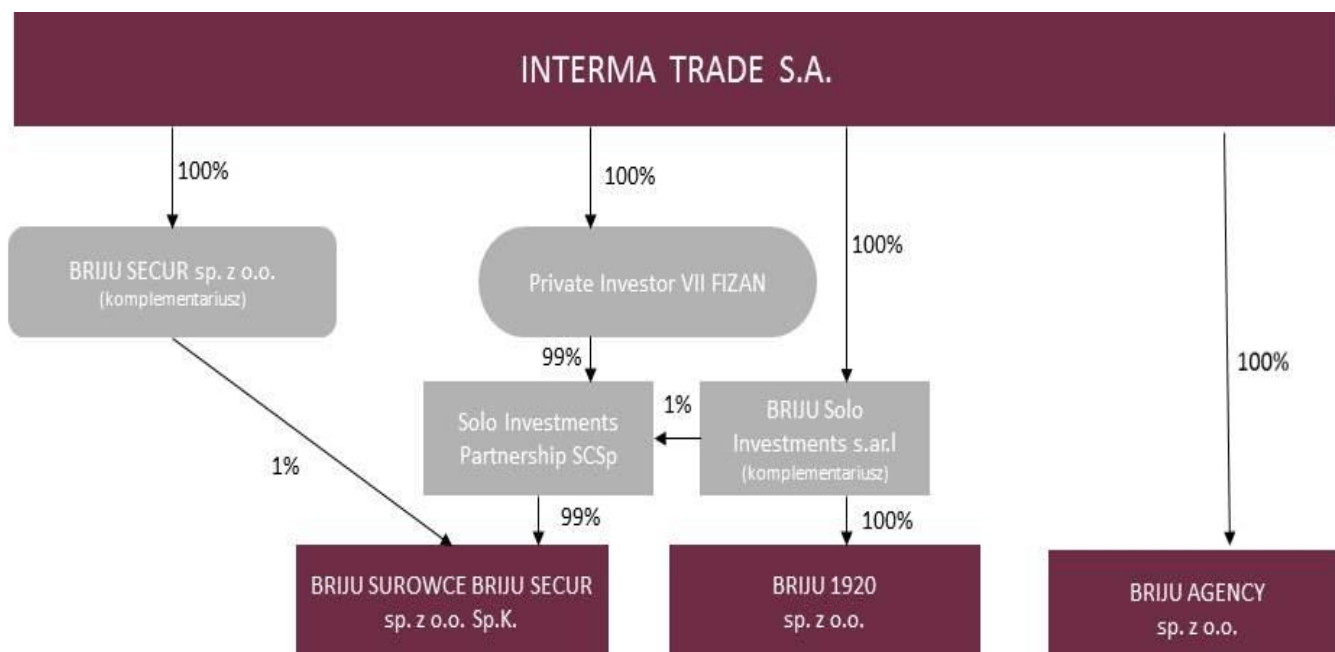 INTERMA TRADE S.A.
100%
100%
100%
100%
BRIJU SECUR sp. z o.o.
(komplementariusz)
Private Investor VII FIZAN
99%
1%
1%
Solo Investments
Partnership SCSp
BRIJU Solo
Investments s.ar.l
(komplementariusz)
99%
100%
BRIJU SUROWCE BRIJU SECUR
sp. z o.o. Sp.K.
BRIJU 1920
sp. z o.o.
BRIJU AGENCY
sp. z o.o.